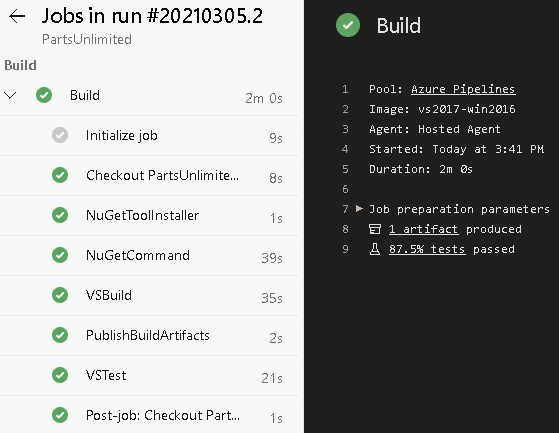 Jobs in run #20210305.2
PartsUnlimited
Build
Build 2m 0s
Initialize job 9s
Checkout PartsUnlimite... 8s
NuGetToolInstaller 1s
NuGetCommand 39s
VSBuild 35s
PublishBuildArtifacts 2s
VSTest 21s
Post-job: Checkout Part... 1s
Build
1 Pool: Azure Pipelines
2 Image: vs2017-win2016
3 Agent: Hosted Agent
4 Started: Today at 3:41 PM
5 Duration: 2m 0s
6
7 Job preparation parameters
8 1 artifact produced
9 87.5% tests passed